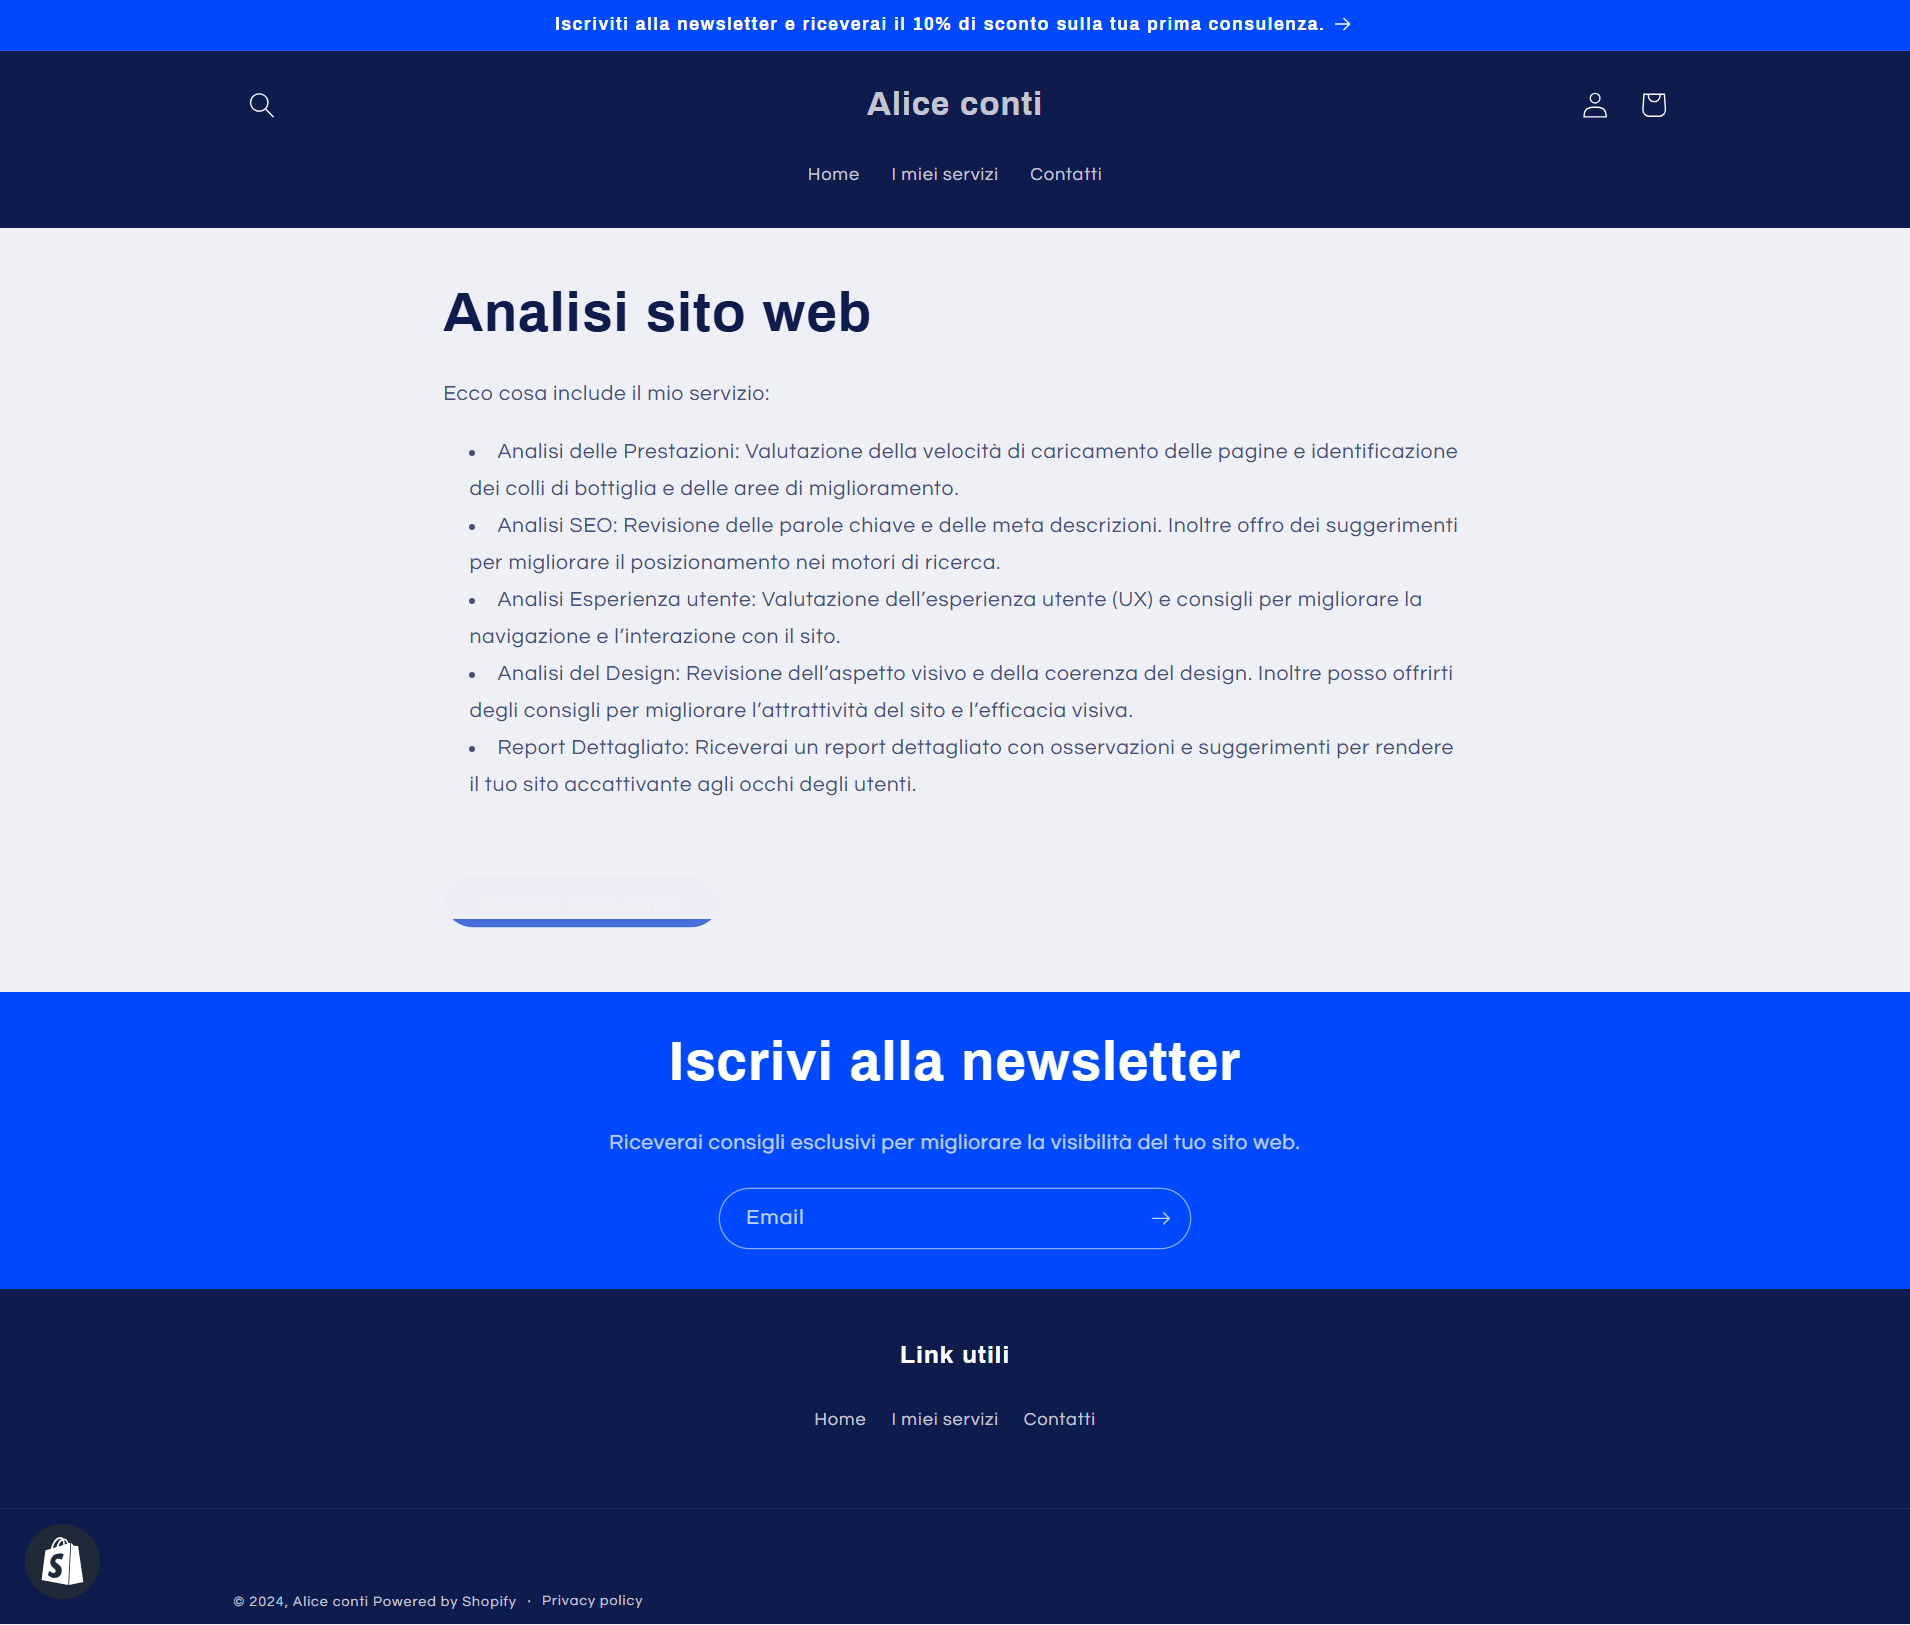 Iscriviti alla newsletter e riceverai il 10% di sconto sulla tua prima consulenza. →
Alice conti
Home I miei servizi Contatti
Analisi sito web
Ecco cosa include il mio servizio:
• Analisi delle Prestazioni: Valutazione della velocità di caricamento delle pagine e identificazione
dei colli di bottiglia e delle aree di miglioramento.
• Analisi SEO: Revisione delle parole chiave e delle meta descrizioni. Inoltre offro dei suggerimenti
per migliorare il posizionamento nei motori di ricerca.
• Analisi Esperienza utente: Valutazione dell’esperienza utente (UX) e consigli per migliorare la
navigazione e l’interazione con il sito.
• Analisi del Design: Revisione dell’aspetto visivo e della coerenza del design. Inoltre posso offrirti
degli consigli per migliorare l’attrattività del sito e l’efficacia visiva.
• Report Dettagliato: Riceverai un report dettagliato con osservazioni e suggerimenti per rendere
il tuo sito accattivante agli occhi degli utenti.
Iscrivi alla newsletter
Riceverai consigli esclusivi per migliorare la visibilità del tuo sito web.
Email →
Link utili
Home I miei servizi Contatti
S
© 2024, Alice conti Powered by Shopify · Privacy policy